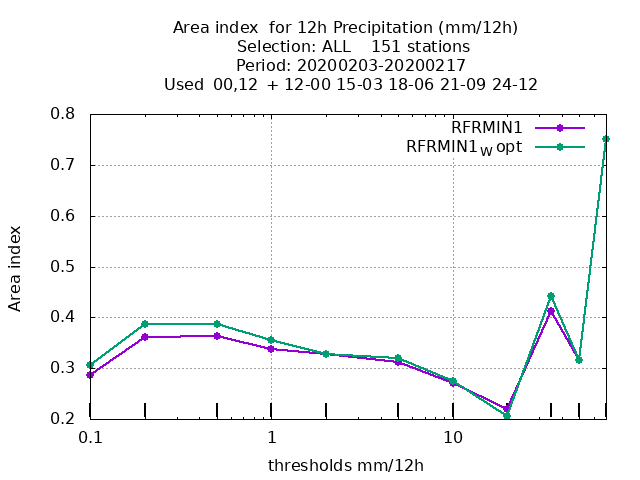 Area index  for 12h Precipitation (mm/12h)
Selection: ALL    151 stations
Period: 20200203-20200217
Used  00,12  + 12-00 15-03 18-06 21-09 24-12
RFRMIN1
RFRMIN1W opt
0.8
0.7
0.6
0.5
0.4
0.3
0.2
Area index
0.1 1 10
thresholds mm/12h